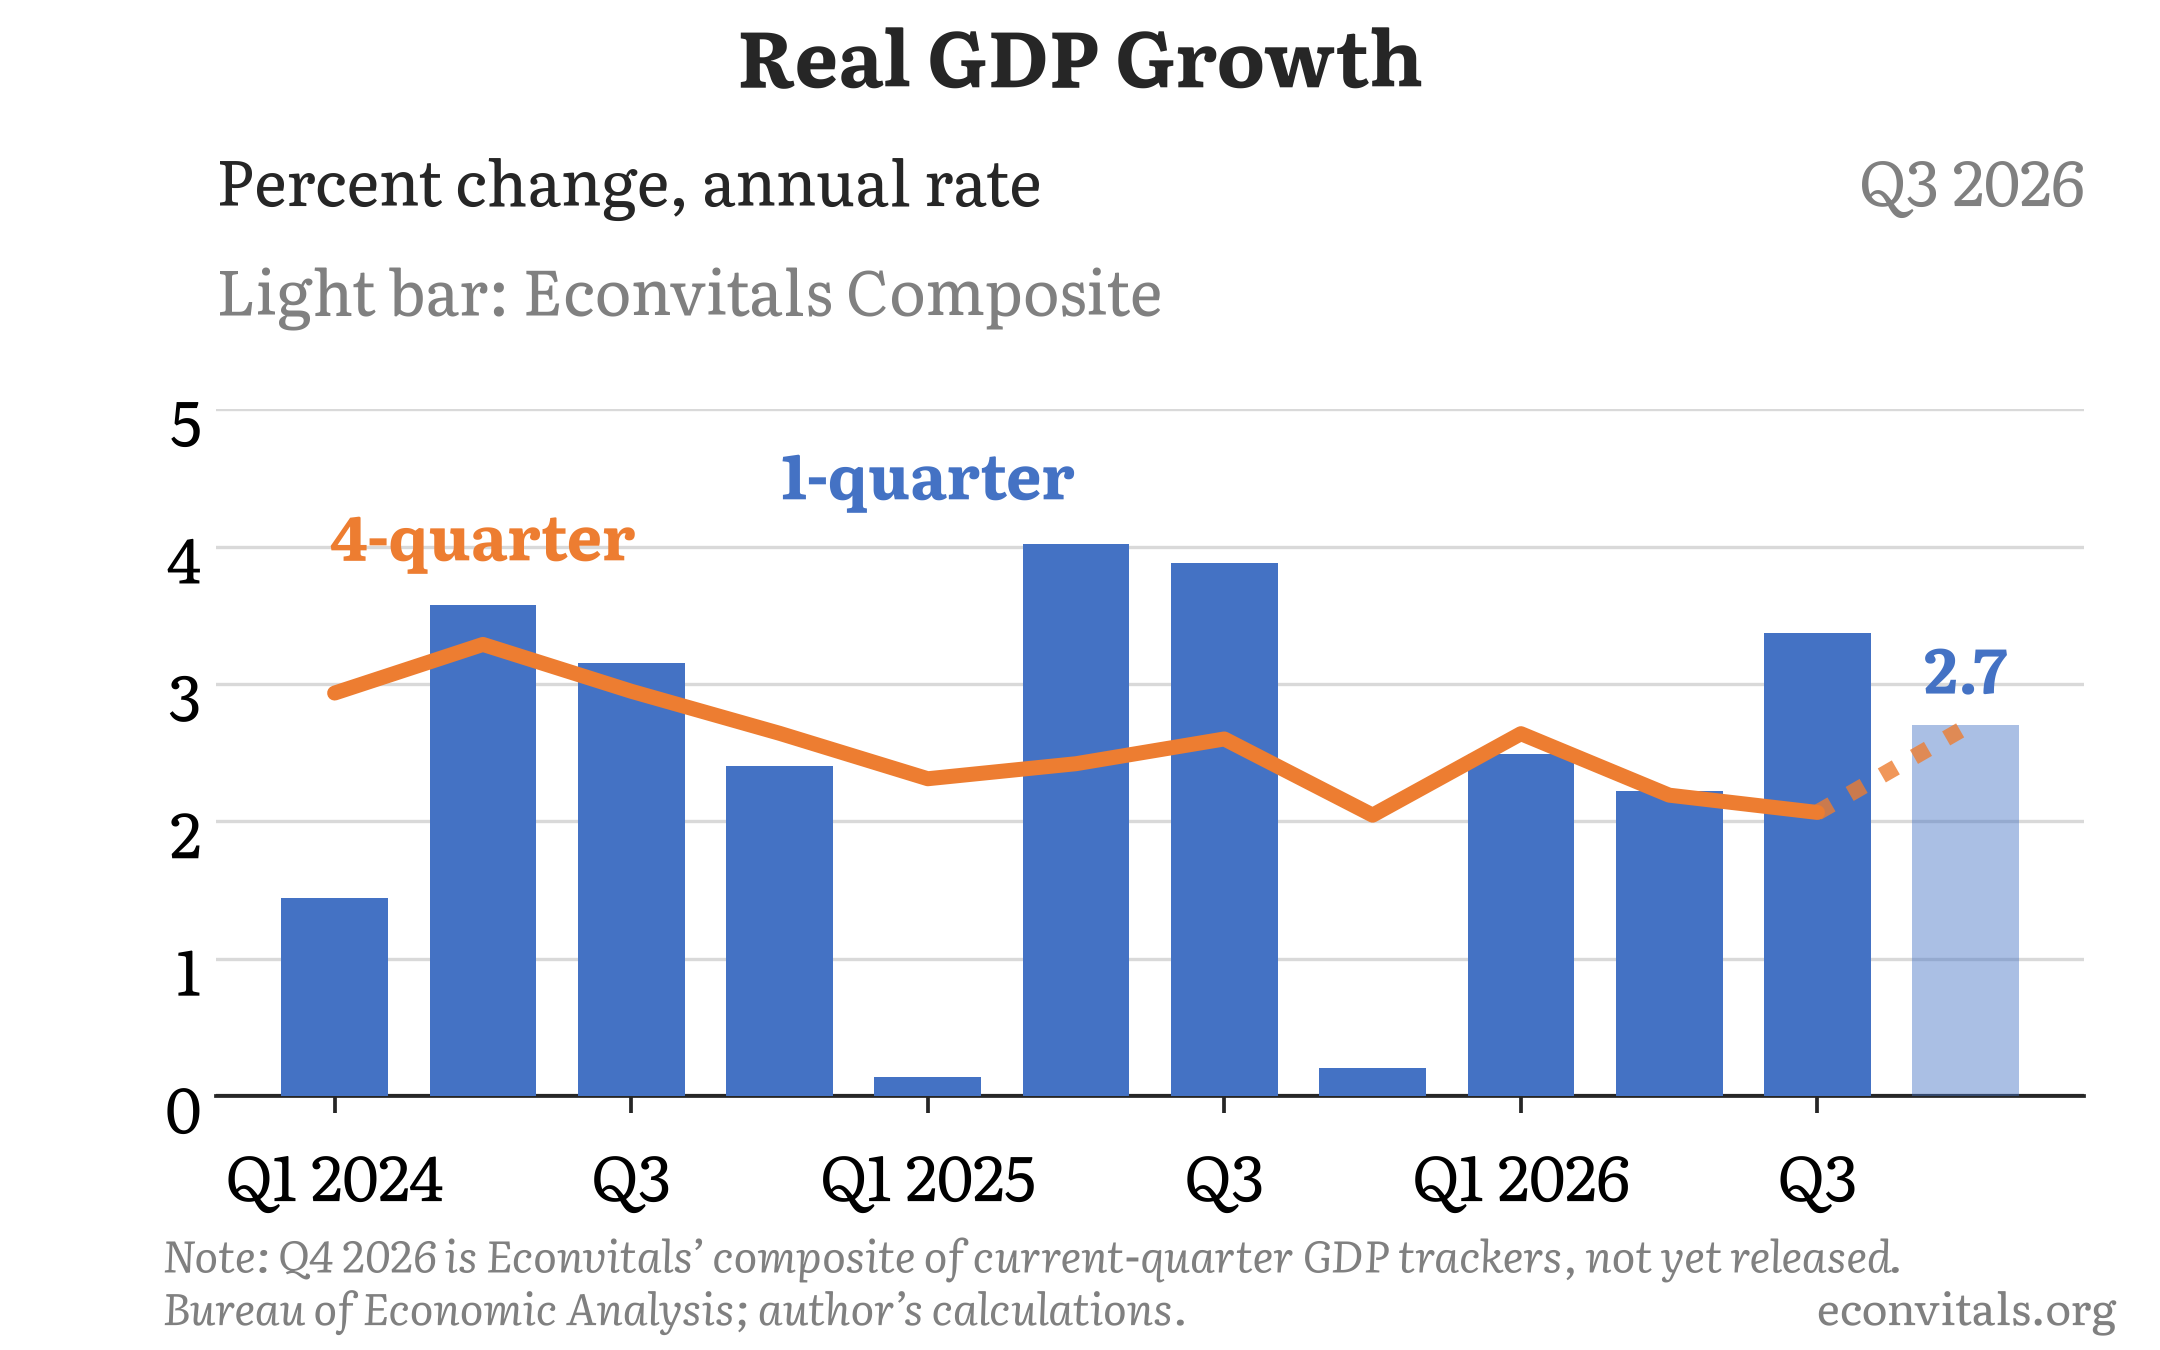 Real GDP Growth
Percent change, annual rate
Q3 2026
Light bar: Econvitals Composite
5
1-quarter
4-quarter
4
2.7
3
2
1
0
Q1 2024
Q3
Q1 2025
Q3
Q1 2026
Q3
Note: Q4 2026 is Econvitals’ composite of current-quarter GDP trackers, not yet released.
Bureau of Economic Analysis; author’s calculations.
econvitals.org